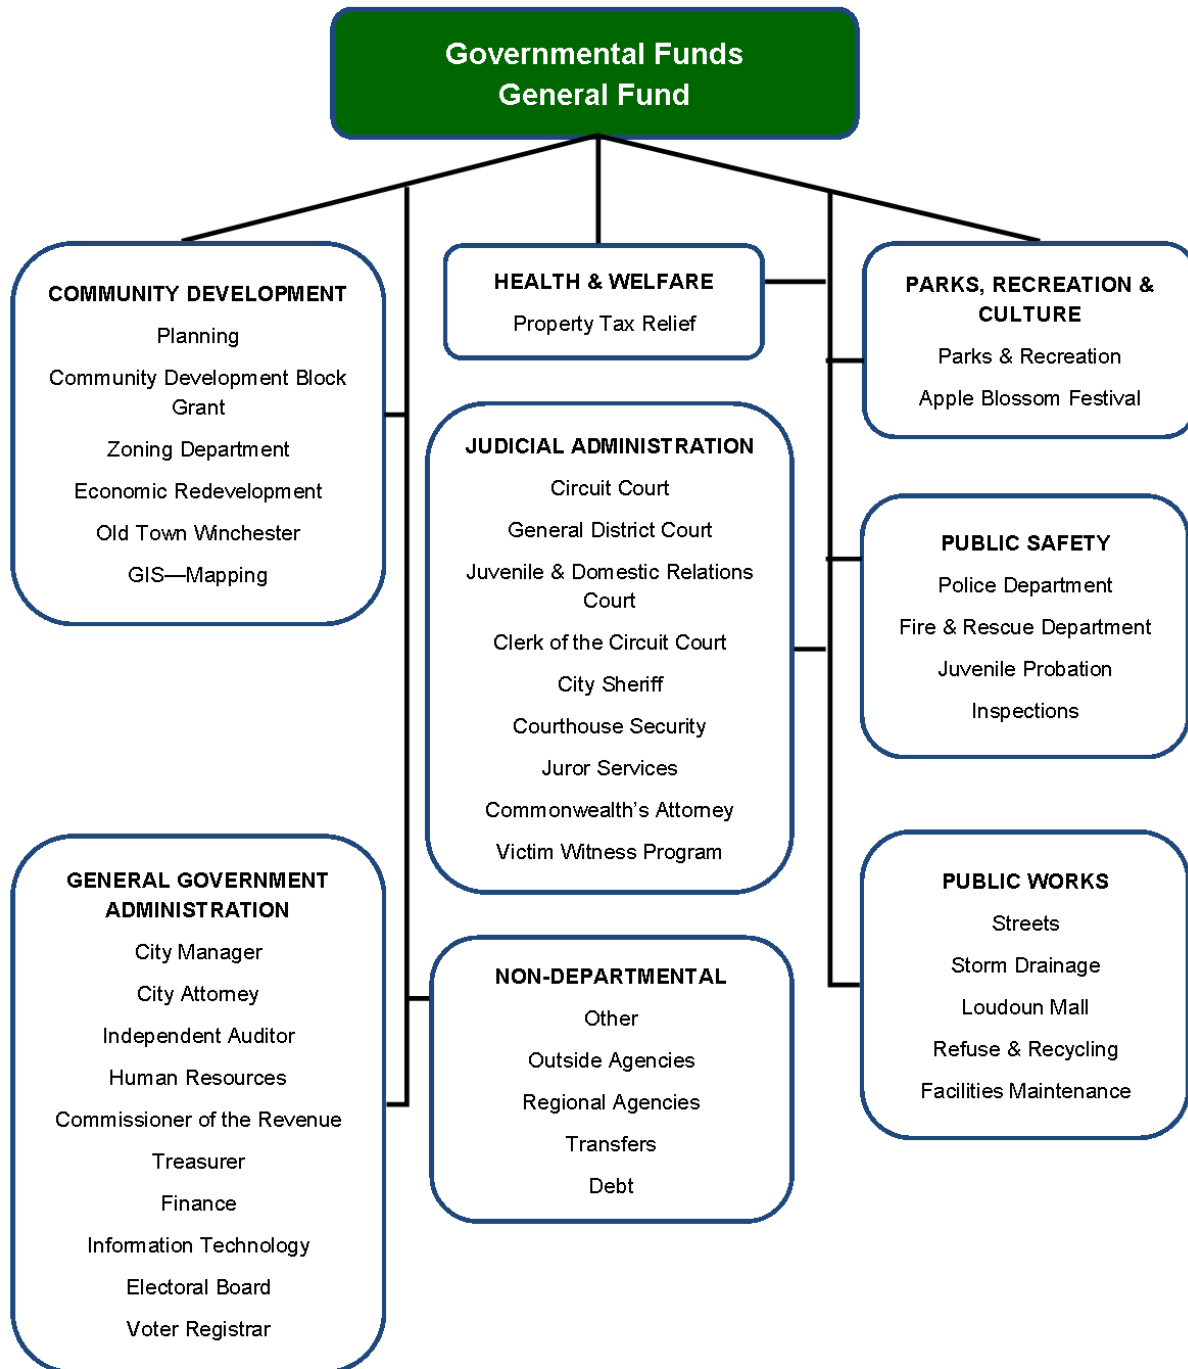 Governmental Funds
General Fund
COMMUNITY DEVELOPMENT
Planning
Community Development Block
Grant
Zoning Department
Economic Redevelopment
Old Town Winchester
GIS—Mapping
HEALTH & WELFARE
Property Tax Relief
PARKS, RECREATION &
CULTURE
Parks & Recreation
Apple Blossom Festival
JUDICIAL ADMINISTRATION
Circuit Court
General District Court
Juvenile & Domestic Relations
Court
Clerk of the Circuit Court
City Sheriff
Courthouse Security
Juror Services
Commonwealth’s Attorney
Victim Witness Program
PUBLIC SAFETY
Police Department
Fire & Rescue Department
Juvenile Probation
Inspections
GENERAL GOVERNMENT
ADMINISTRATION
City Manager
City Attorney
Independent Auditor
Human Resources
Commissioner of the Revenue
Treasurer
Finance
Information Technology
Electoral Board
Voter Registrar
NON-DEPARTMENTAL
Other
Outside Agencies
Regional Agencies
Transfers
Debt
PUBLIC WORKS
Streets
Storm Drainage
Loudoun Mall
Refuse & Recycling
Facilities Maintenance